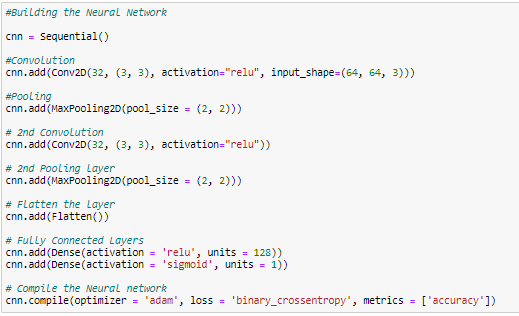 #Building the Neural Network
cnn = Sequential()
#Convolution
cnn.add(Conv2D(32, (3, 3), activation="relu", input_shape=(64, 64, 3)))
#Pooling
cnn.add(MaxPooling2D(pool_size = (2, 2)))
# 2nd Convolution
cnn.add(Conv2D(32, (3, 3), activation="relu"))
# 2nd Pooling layer
cnn.add(MaxPooling2D(pool_size = (2, 2)))
# Flatten the layer
cnn.add(Flatten())
# Fully Connected Layers
cnn.add(Dense(activation = 'relu', units = 128))
cnn.add(Dense(activation = 'sigmoid', units = 1))
# Compile the Neural network
cnn.compile(optimizer = 'adam', loss = 'binary_crossentropy', metrics = ['accuracy'])